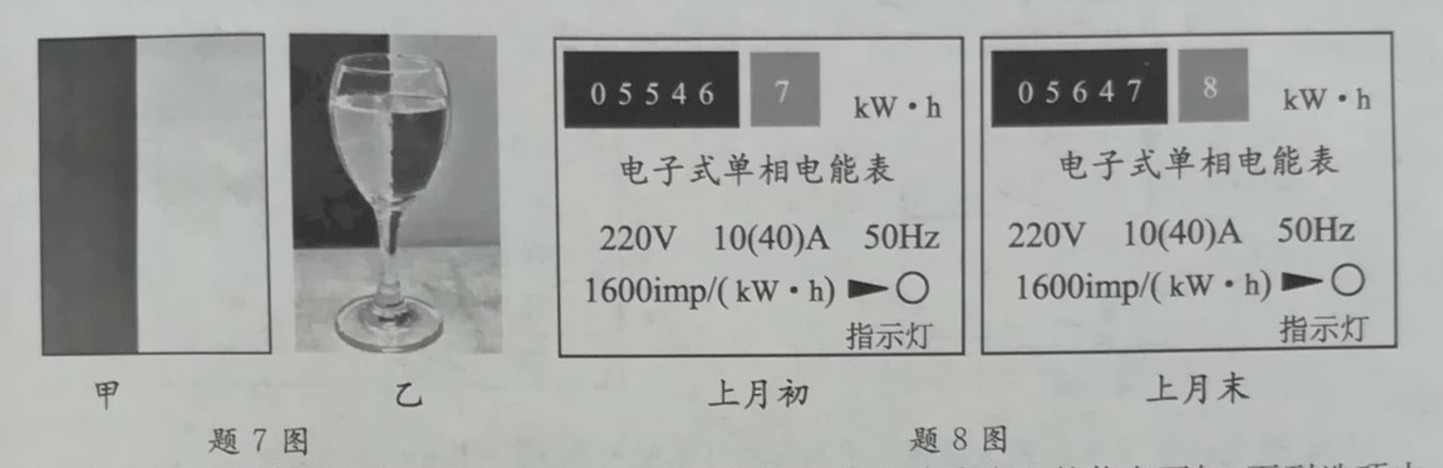 05546 7 kW·h
电子式单相电能表
220V 10(40)A 50Hz
1600imp/(kW·h)
指示灯
上月初
05647 8 kW·h
电子式单相电能表
220V 10(40)A 50Hz
1600imp/(kW·h)
指示灯
上月末
甲
乙
题7图
题8图